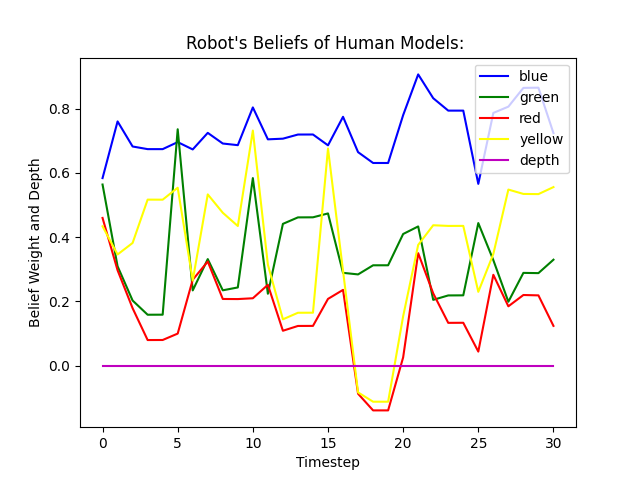 Robot's Beliefs of Human Models:
blue
green
red
yellow
depth
Belief Weight and Depth
0.8
0.6
0.4
0.2
0.0
0 5 10 15 20 25 30
Timestep